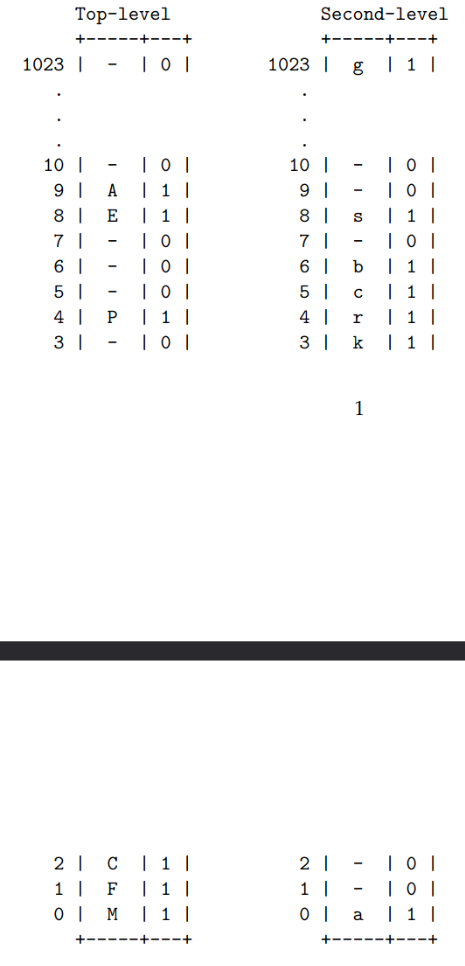 Top-level             Second-level
     +-----+---+           +-----+---+
1023 |  -  | 0 |      1023 |  g  | 1 |
   .                     .
   .                     .
   .                     .
  10 |  -  | 0 |        10 |  -  | 0 |
   9 |  A  | 1 |         9 |  -  | 0 |
   8 |  E  | 1 |         8 |  s  | 1 |
   7 |  -  | 0 |         7 |  -  | 0 |
   6 |  -  | 0 |         6 |  b  | 1 |
   5 |  -  | 0 |         5 |  c  | 1 |
   4 |  P  | 1 |         4 |  r  | 1 |
   3 |  -  | 0 |         3 |  k  | 1 |
1
   2 |  C  | 1 |         2 |  -  | 0 |
   1 |  F  | 1 |         1 |  -  | 0 |
   0 |  M  | 1 |         0 |  a  | 1 |
     +-----+---+           +-----+---+